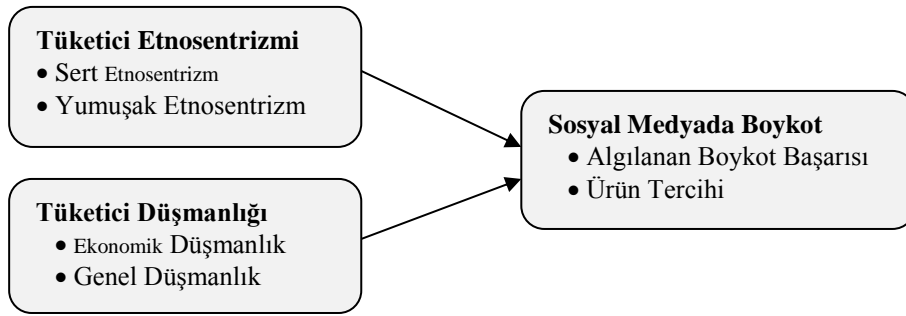 Tüketici Etnosentrizmi
• Sert Etnosentrizm
• Yumuşak Etnosentrizm
Tüketici Düşmanlığı
• Ekonomik Düşmanlık
• Genel Düşmanlık
Sosyal Medyada Boykot
• Algılanan Boykot Başarısı
• Ürün Tercihi